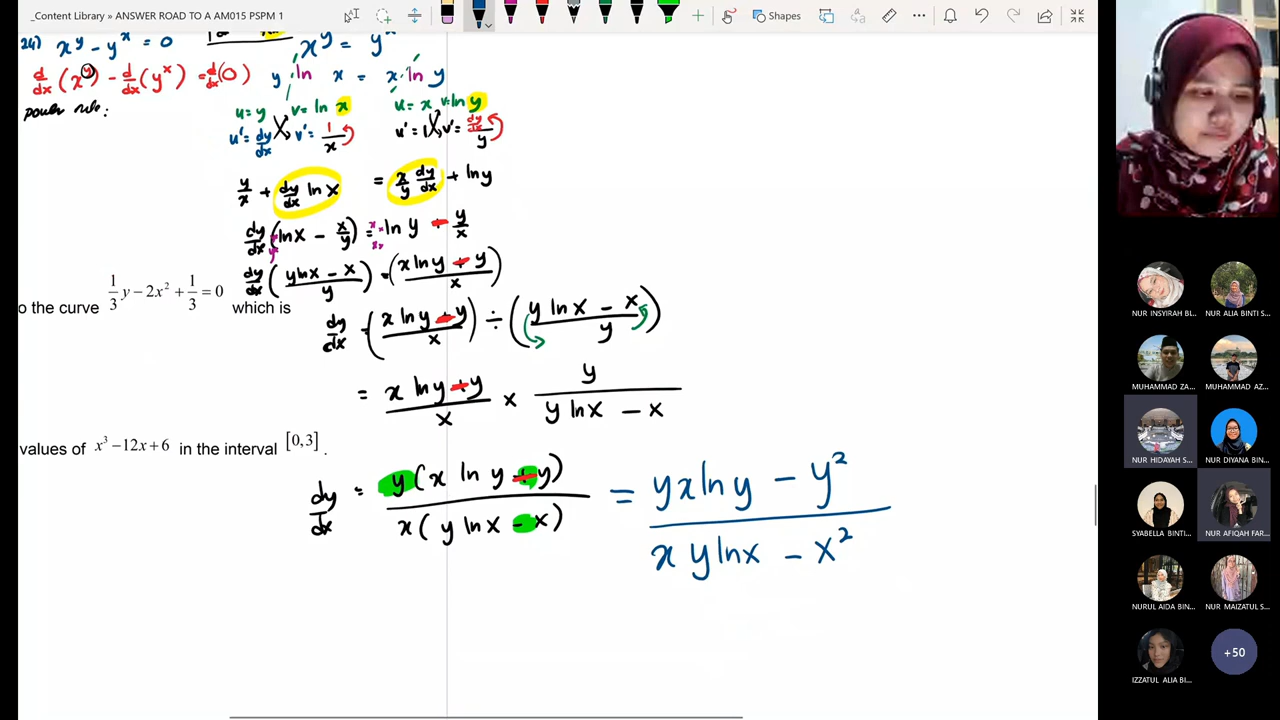 _Content Library » ANSWER ROAD TO A AM015 PSPM 1
Shapes
24) x^y - y^x = 0
x^y = y^x
d/dx (x^y) - d/dx (y^x) = d/dx (0)
y ln x = x ln y
power rule:
u = y v = ln x
u = x v = ln y
u' = dy/dx , v' = 1/x
u' = 1 , v' = dy/dx / y
y/x + dy/dx ln x = x/y dy/dx + ln y
dy/dx (ln x - x/y) = ln y - y/x
dy/dx (y ln x - x / y) = (x ln y - y / x)
o the curve 1/3 y - 2x² + 1/3 = 0 which is
dy/dx = (x ln y - y / x) ÷ (y ln x - x / y)
= x ln y - y / x × y / y ln x - x
values of x³ - 12x + 6 in the interval [0,3] .
dy/dx = y (x ln y - y) / x (y ln x - x) = yx ln y - y² / xy ln x - x²
NUR INSYIRAH BI...
NUR ALIA BINTI S...
MUHAMMAD ZA...
MUHAMMAD AZ...
NUR HIDAYAH S...
NUR DIYANA BIN...
SYABELLA BINTI...
NUR AFIQAH FAR...
NURUL AIDA BIN...
NUR MAIZATUL S...
IZZATUL ALIA BI...
+50